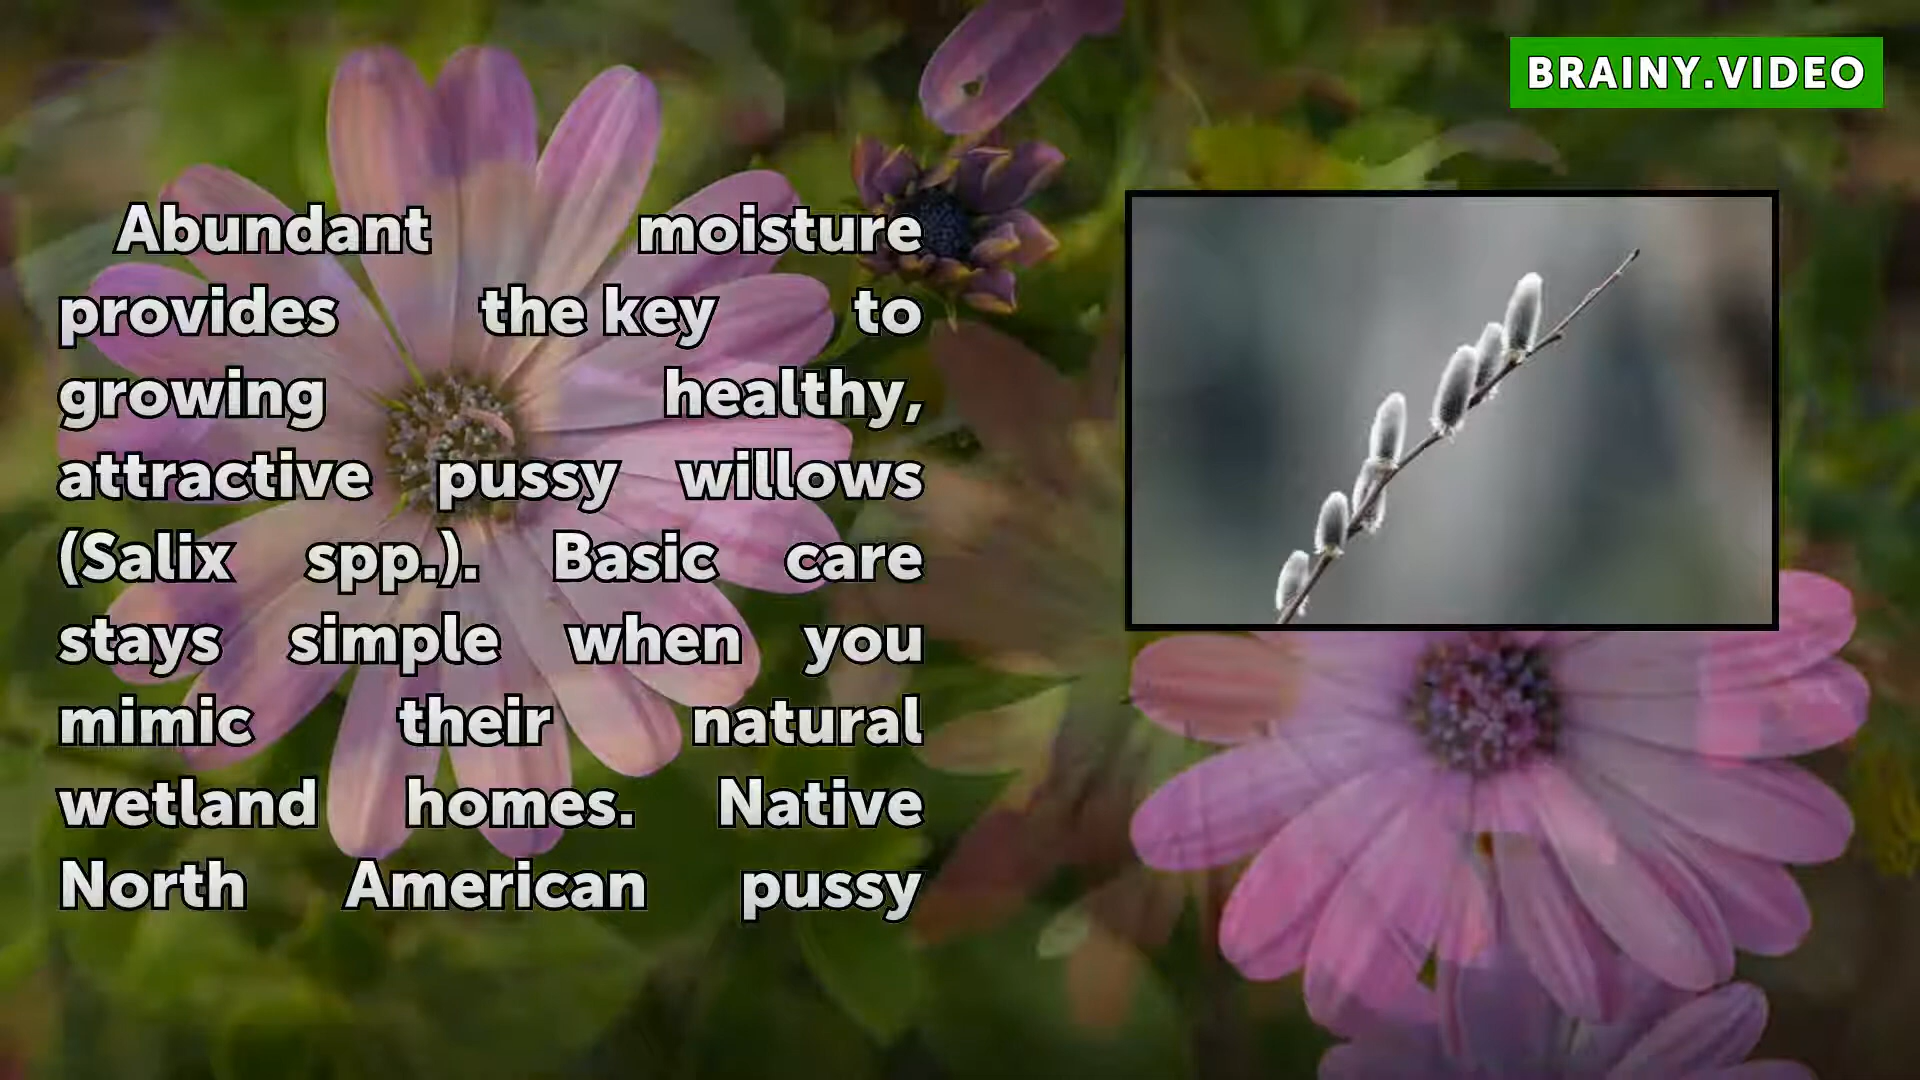 BRAINY.VIDEO
Abundant moisture
provides the key to
growing healthy,
attractive pussy willows
(Salix spp.). Basic care
stays simple when you
mimic their natural
wetland homes. Native
North American pussy